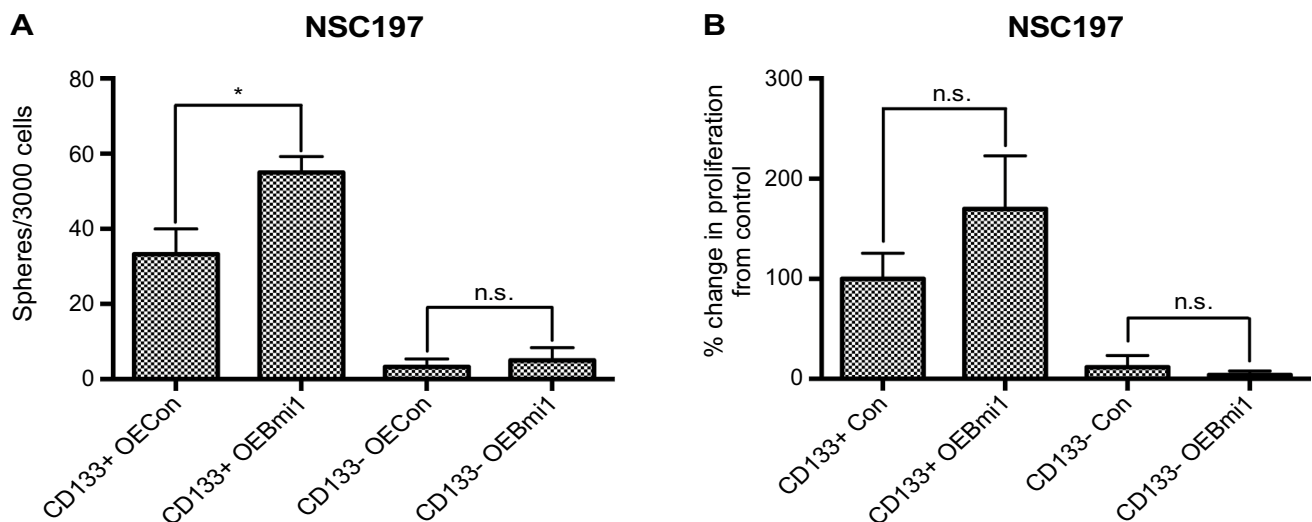 A
NSC197
Spheres/3000 cells
80
60
40
20
0
*
n.s.
CD133+ OECon
CD133+ OEBmi1
CD133- OECon
CD133- OEBmi1
B
NSC197
% change in proliferation
from control
300
200
100
0
n.s.
n.s.
CD133+ Con
CD133+ OEBmi1
CD133- Con
CD133- OEBmi1